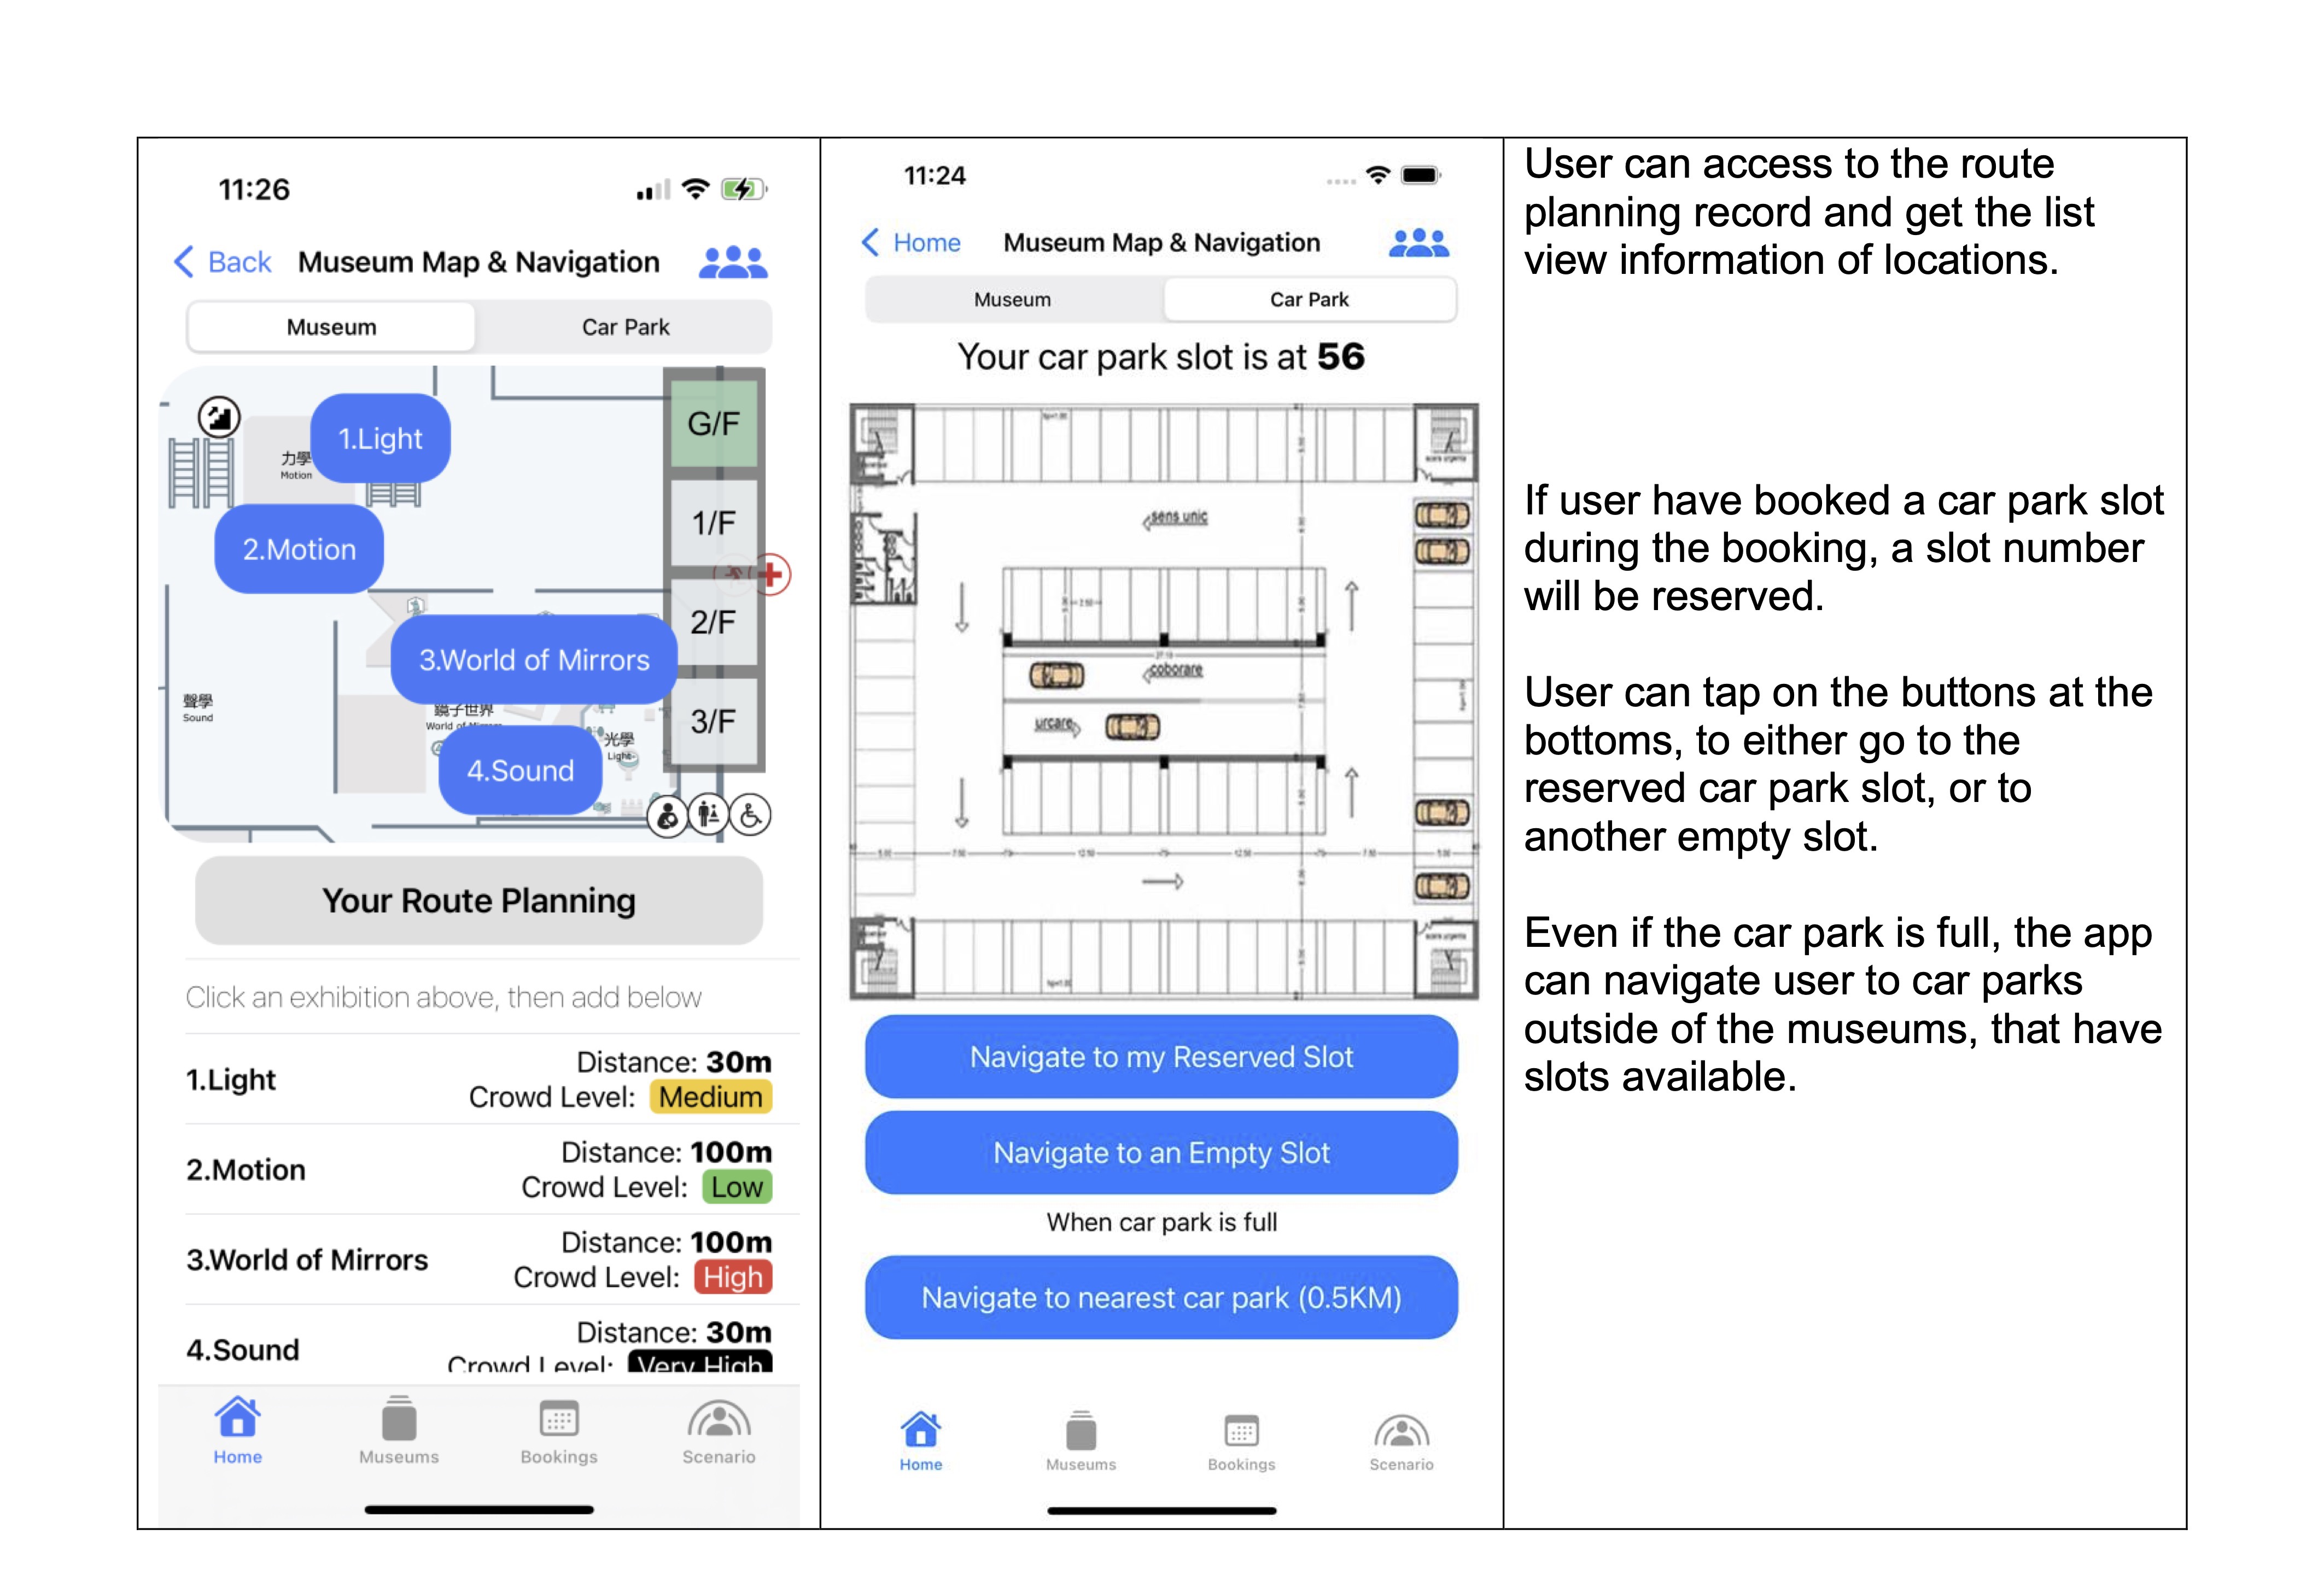 11:26
Back
Museum Map & Navigation
Museum
Car Park
1.Light
力學
Motion
2.Motion
3.World of Mirrors
聲學
Sound
鏡子世界
World of
4.Sound
光學
Light
G/F
1/F
2/F
3/F
Your Route Planning
Click an exhibition above, then add below
1.Light
Distance: 30m
Crowd Level: Medium
2.Motion
Distance: 100m
Crowd Level: Low
3.World of Mirrors
Distance: 100m
Crowd Level: High
4.Sound
Distance: 30m
Crowd Level: Very High
Home
Museums
Bookings
Scenario
11:24
Home
Museum Map & Navigation
Museum
Car Park
Your car park slot is at 56
sens unic
coborare
urcare
Navigate to my Reserved Slot
Navigate to an Empty Slot
When car park is full
Navigate to nearest car park (0.5KM)
Home
Museums
Bookings
Scenario
User can access to the route
planning record and get the list
view information of locations.
If user have booked a car park slot
during the booking, a slot number
will be reserved.
User can tap on the buttons at the
bottoms, to either go to the
reserved car park slot, or to
another empty slot.
Even if the car park is full, the app
can navigate user to car parks
outside of the museums, that have
slots available.